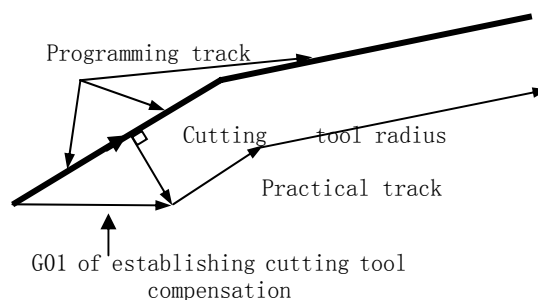 Programming track
Cutting tool radius
Practical track
G01 of establishing cutting tool
compensation